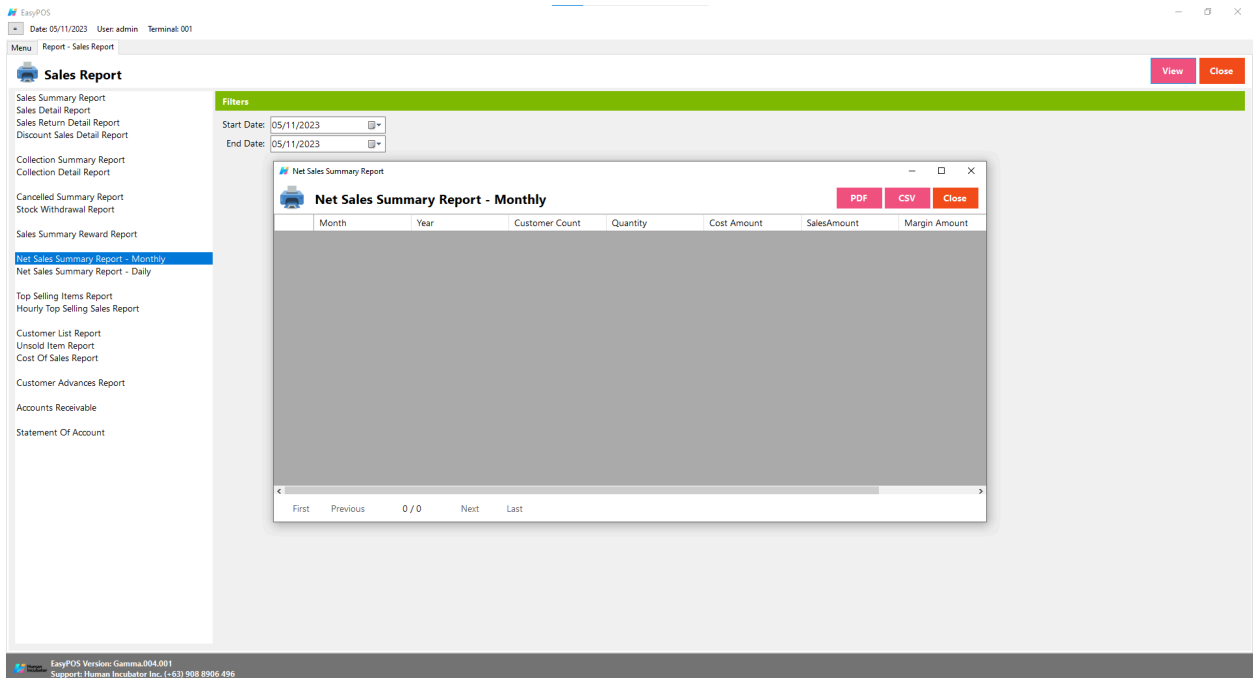 EasyPOS
Date: 05/11/2023 User: admin Terminal: 001
Menu Report - Sales Report
Sales Report
View Close
Sales Summary Report
Sales Detail Report
Sales Return Detail Report
Discount Sales Detail Report
Collection Summary Report
Collection Detail Report
Cancelled Summary Report
Stock Withdrawal Report
Sales Summary Reward Report
Net Sales Summary Report - Monthly
Net Sales Summary Report - Daily
Top Selling Items Report
Hourly Top Selling Sales Report
Customer List Report
Unsold Item Report
Cost Of Sales Report
Customer Advances Report
Accounts Receivable
Statement Of Account
Filters
Start Date: 05/11/2023
End Date: 05/11/2023
Net Sales Summary Report
Net Sales Summary Report - Monthly
PDF CSV Close
Month Year Customer Count Quantity Cost Amount SalesAmount Margin Amount
First Previous 0 / 0 Next Last
Human
Incubator
EasyPOS Version: Gamma.004.001
Support: Human Incubator Inc. (+63) 908 8906 496